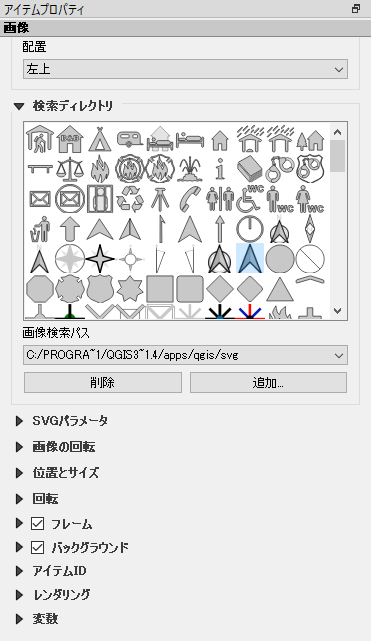 アイテムプロパティ
画像
配置
左上
検索ディレクトリ
B&B
WC
WC WC
画像検索パス
C:/PROGRA~1/QGIS3~1.4/apps/qgis/svg
削除
追加...
SVGパラメータ
画像の回転
位置とサイズ
回転
フレーム
バックグラウンド
アイテムID
レンダリング
変数